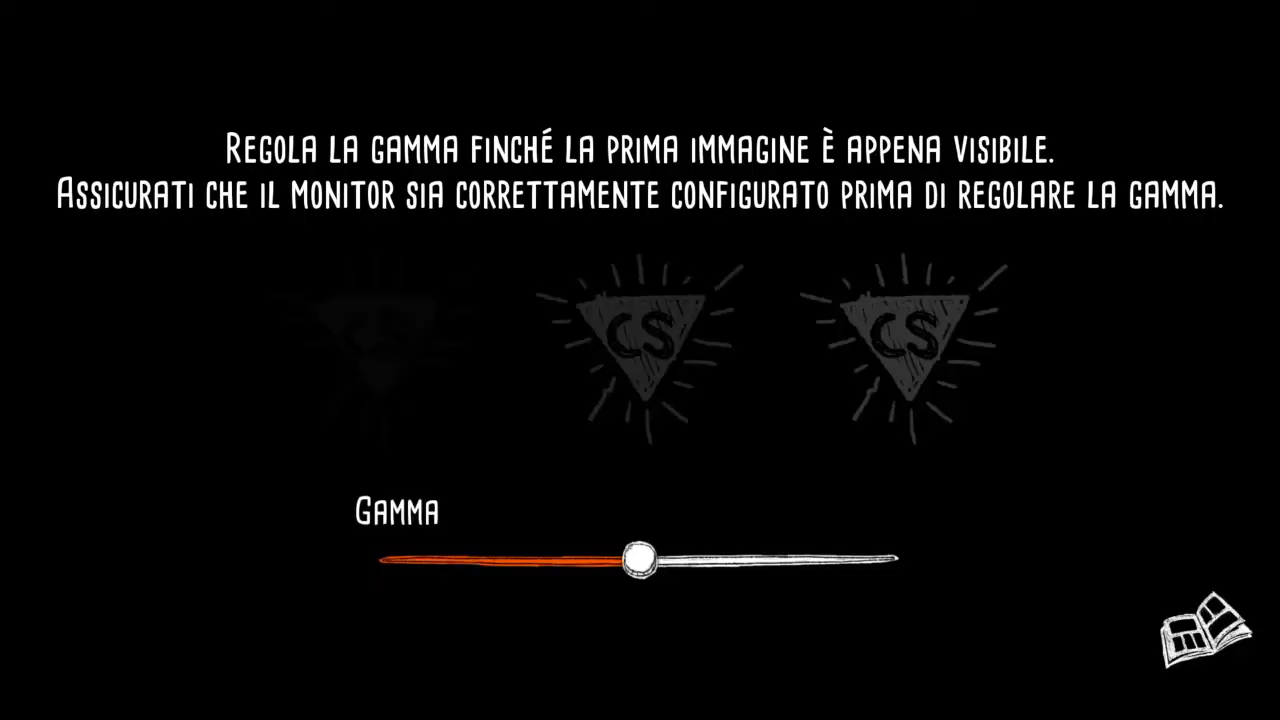 Regola la gamma finché la prima immagine è appena visibile.
Assicurati che il monitor sia correttamente configurato prima di regolare la gamma.
CS CS CS
Gamma